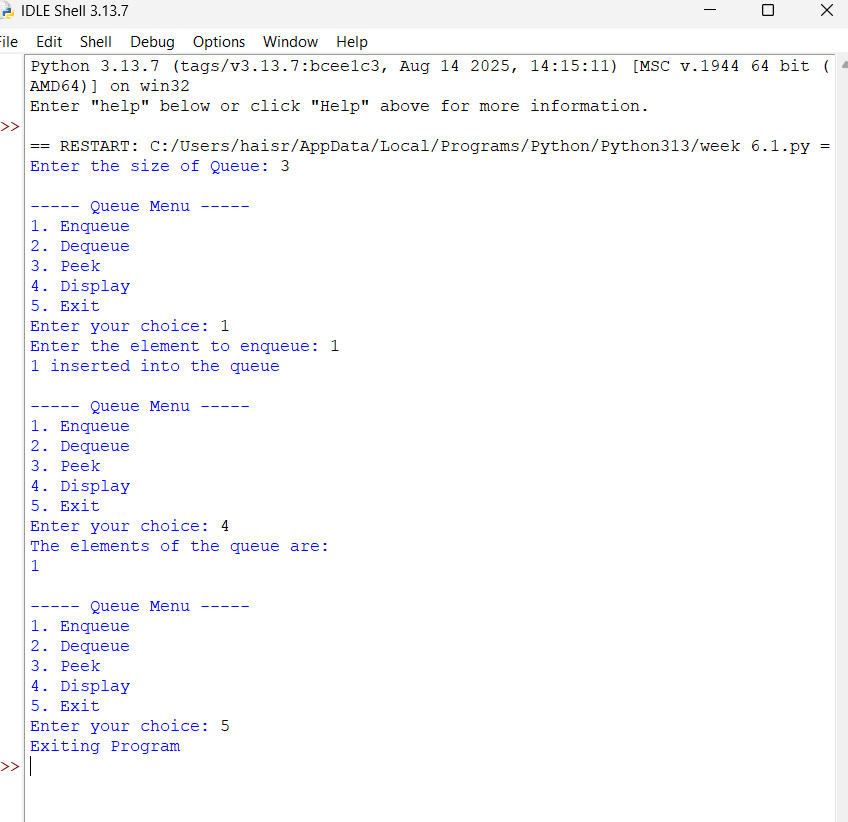 IDLE Shell 3.13.7
File Edit Shell Debug Options Window Help
Python 3.13.7 (tags/v3.13.7:bcee1c3, Aug 14 2025, 14:15:11) [MSC v.1944 64 bit (
AMD64)] on win32
Enter "help" below or click "Help" above for more information.
>>
== RESTART: C:/Users/haisr/AppData/Local/Programs/Python/Python313/week 6.1.py =
Enter the size of Queue: 3
----- Queue Menu -----
1. Enqueue
2. Dequeue
3. Peek
4. Display
5. Exit
Enter your choice: 1
Enter the element to enqueue: 1
1 inserted into the queue
----- Queue Menu -----
1. Enqueue
2. Dequeue
3. Peek
4. Display
5. Exit
Enter your choice: 4
The elements of the queue are:
1
----- Queue Menu -----
1. Enqueue
2. Dequeue
3. Peek
4. Display
5. Exit
Enter your choice: 5
Exiting Program
>>